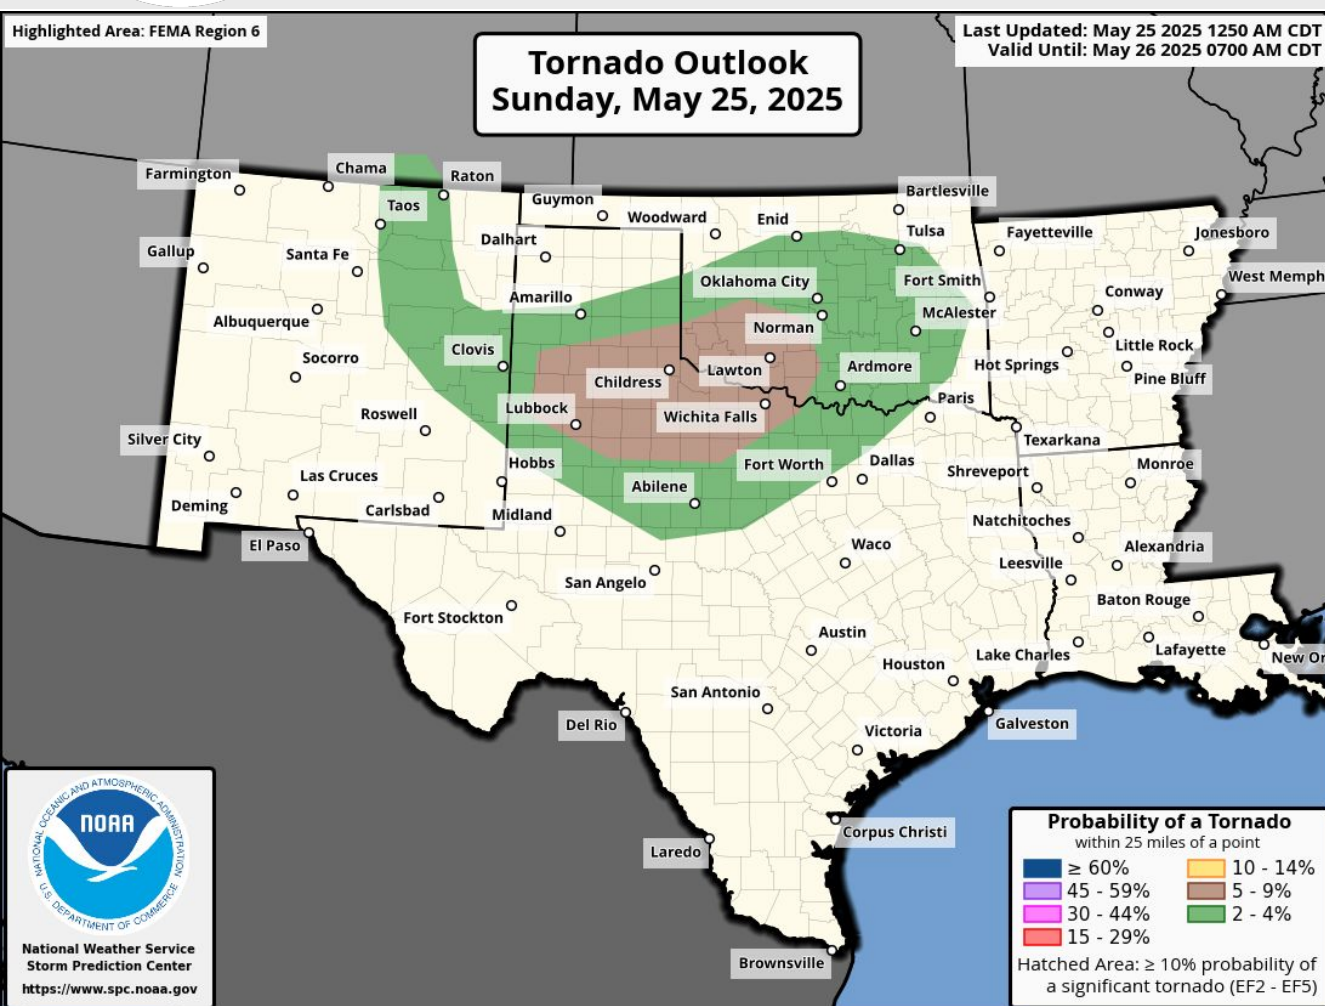 Highlighted Area: FEMA Region 6
Last Updated: May 25 2025 1250 AM CDT
Valid Until: May 26 2025 0700 AM CDT
Tornado Outlook
Sunday, May 25, 2025
Farmington
Chama
Raton
Taos
Guymon
Woodward
Enid
Bartlesville
Tulsa
Fayetteville
Jonesboro
Gallup
Santa Fe
Dalhart
Oklahoma City
Fort Smith
West Memph
Conway
Albuquerque
Amarillo
Norman
McAlester
Little Rock
Socorro
Clovis
Childress
Lawton
Ardmore
Hot Springs
Pine Bluff
Roswell
Lubbock
Wichita Falls
Paris
Texarkana
Silver City
Las Cruces
Hobbs
Fort Worth
Dallas
Shreveport
Monroe
Deming
Carlsbad
Midland
Abilene
Natchitoches
El Paso
Waco
Leesville
Alexandria
San Angelo
Baton Rouge
Fort Stockton
Austin
Houston
Lake Charles
Lafayette
New Or
San Antonio
Del Rio
Victoria
Galveston
Corpus Christi
Laredo
Brownsville
NATIONAL OCEANIC AND ATMOSPHERIC ADMINISTRATION
NOAA
U.S. DEPARTMENT OF COMMERCE
National Weather Service
Storm Prediction Center
https://www.spc.noaa.gov
Probability of a Tornado
within 25 miles of a point
≥ 60%
45 - 59%
30 - 44%
15 - 29%
10 - 14%
5 - 9%
2 - 4%
Hatched Area: ≥ 10% probability of
a significant tornado (EF2 - EF5)